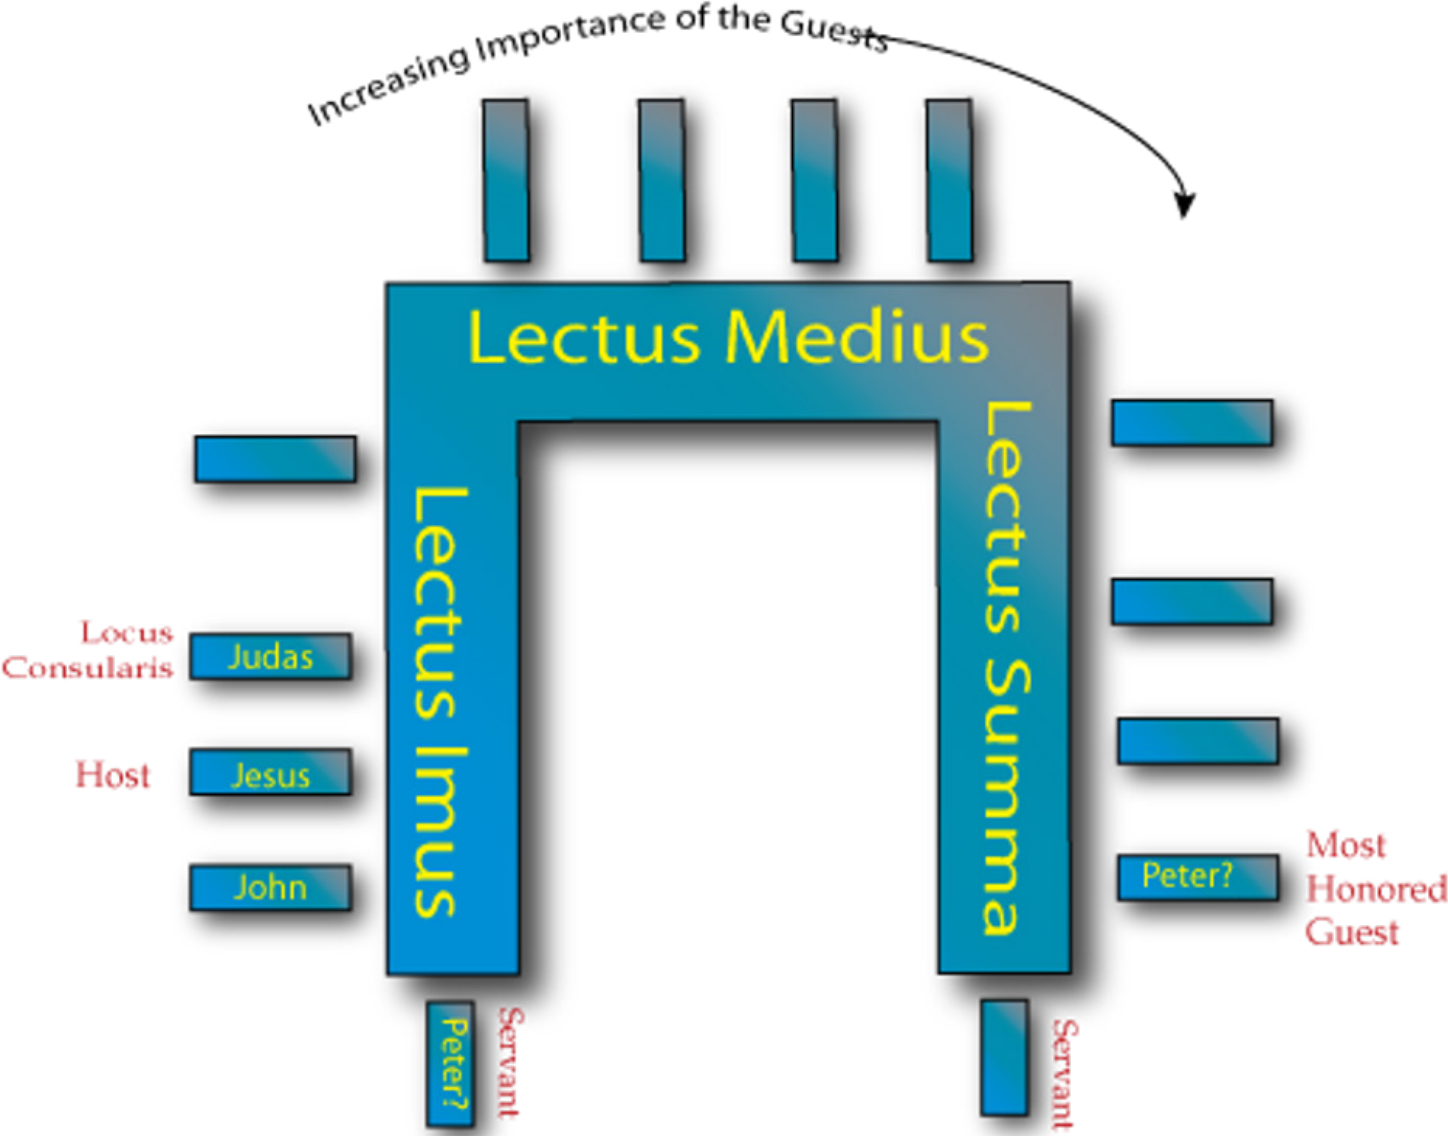 Increasing Importance of the Guests
Lectus Medius
Lectus Imus
Lectus Summa
Locus
Consularis
Judas
Host
Jesus
John
Peter?
Servant
Peter?
Most
Honored
Guest
Servant